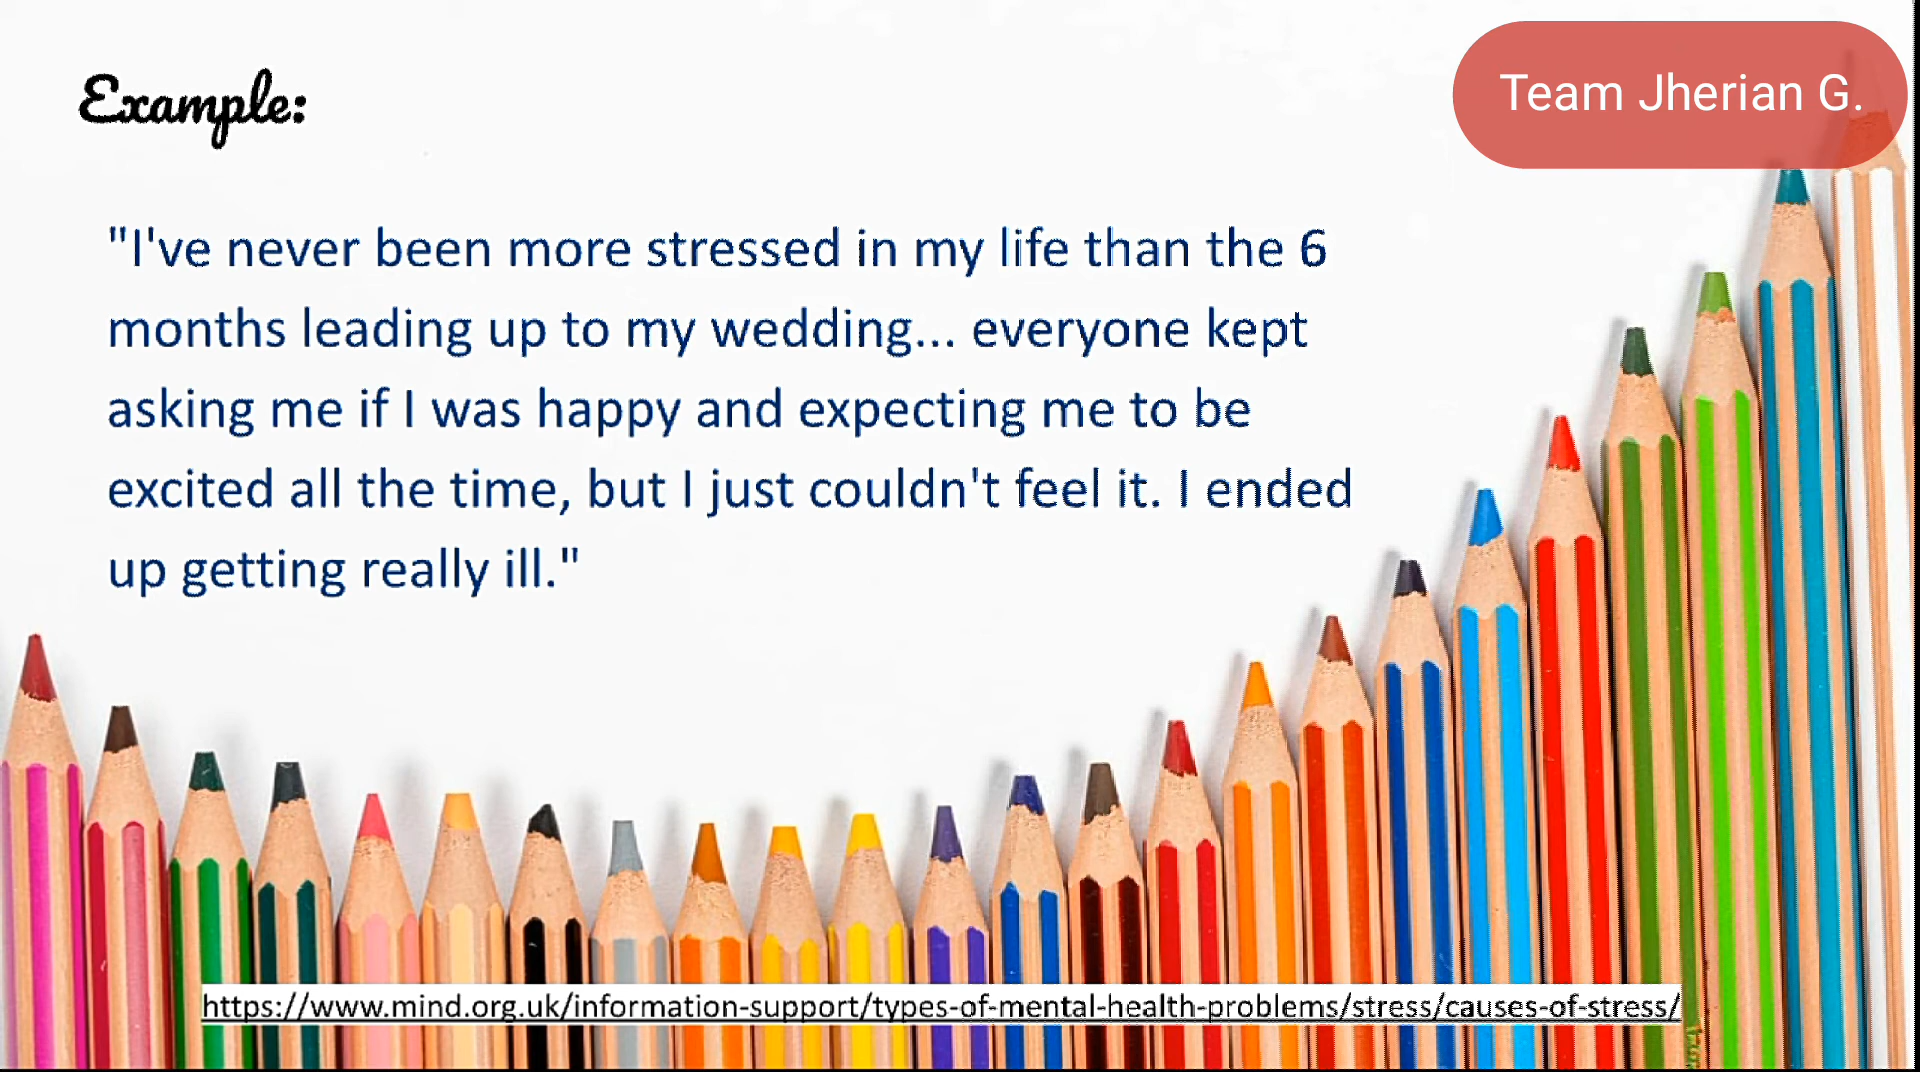 Example:
Team Jherian G.
"I've never been more stressed in my life than the 6
months leading up to my wedding... everyone kept
asking me if I was happy and expecting me to be
excited all the time, but I just couldn't feel it. I ended
up getting really ill."
https://www.mind.org.uk/information-support/types-of-mental-health-problems/stress/causes-of-stress/